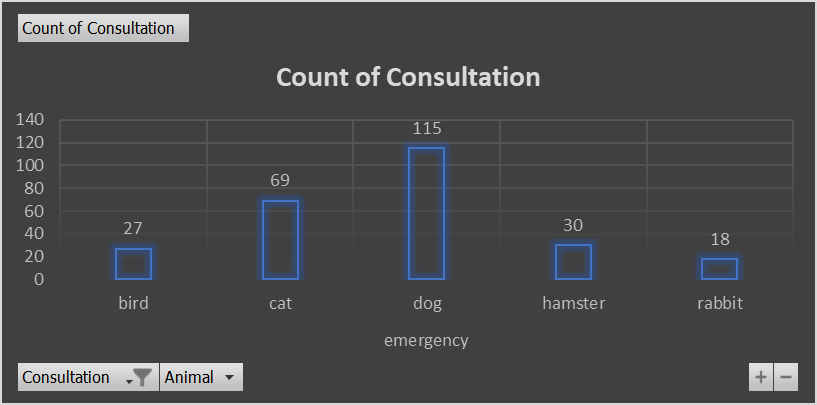 Count of Consultation
Count of Consultation
140
120
100
80
60
40
20
0
27
69
115
30
18
bird
cat
dog
hamster
rabbit
emergency
Consultation
Animal